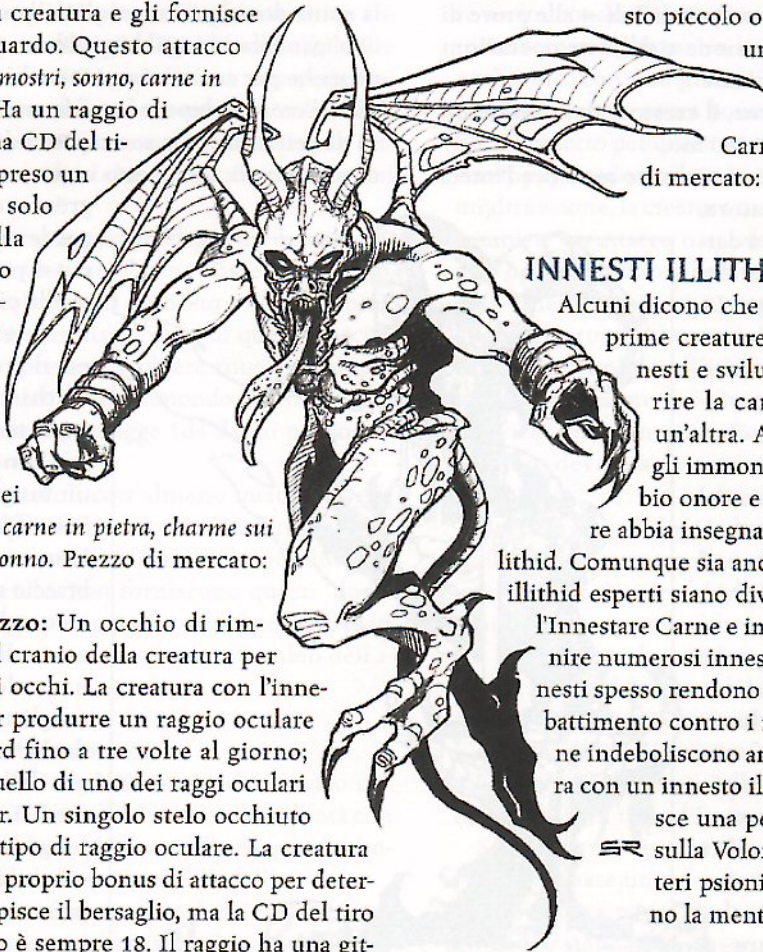 creatura e gli fornisce
uardo. Questo attacco
mostri, sonno, carne in
Ha un raggio di
na CD del ti-
preso un
solo
lla
o
ei
carne in pietra, charme sui
onno. Prezzo di mercato:
zzo: Un occhio di rim-
l cranio della creatura per
i occhi. La creatura con l'inne-
r produrre un raggio oculare
rd fino a tre volte al giorno;
uello di uno dei raggi oculari
r. Un singolo stelo occhiuto
tipo di raggio oculare. La creatura
proprio bonus di attacco per deter-
pisce il bersaglio, ma la CD del tiro
o è sempre 18. Il raggio ha una git-
sto piccolo o
un
Carn
di mercato:
INNESTI ILLITH
Alcuni dicono che
prime creature
nesti e svilu
rire la car
un'altra. A
gli immon
bio onore e
re abbia insegna
lithid. Comunque sia and
illithid esperti siano div
l'Innestare Carne e in
nire numerosi innes
nesti spesso rendono
battimento contro i
ne indeboliscono an
ra con un innesto il
sce una pe
SR sulla Volon
teri psioni
no la ment